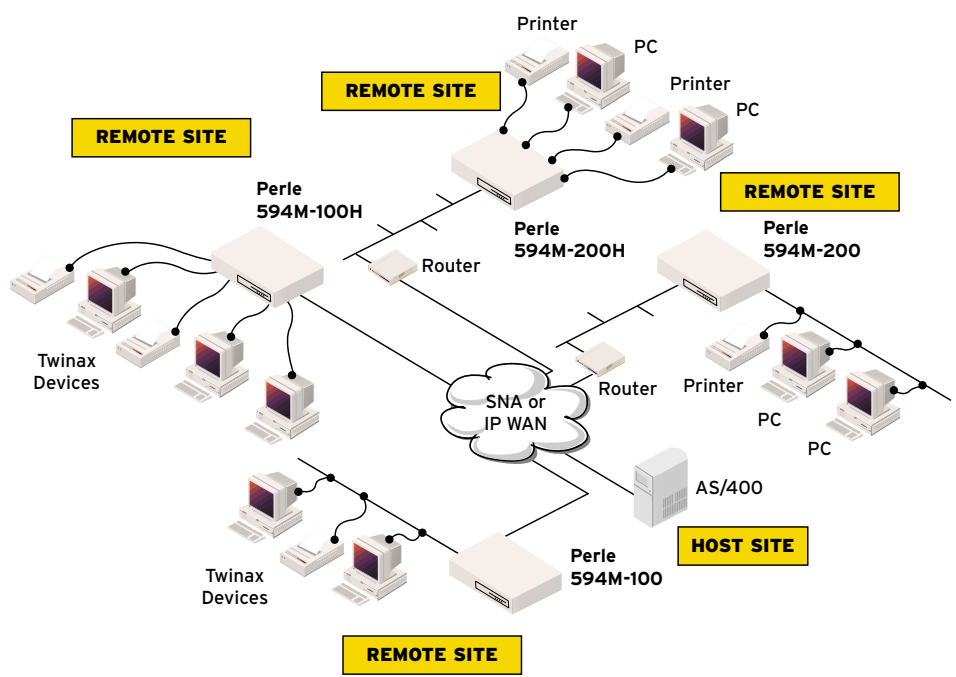 Printer
PC
REMOTE SITE
Printer
PC
REMOTE SITE
Perle
594M-100H
REMOTE SITE
Perle
594M-200H
Perle
594M-200
Router
Twinax
Devices
SNA or
IP WAN
Router
Printer
PC
PC
AS/400
HOST SITE
Perle
594M-100
Twinax
Devices
REMOTE SITE